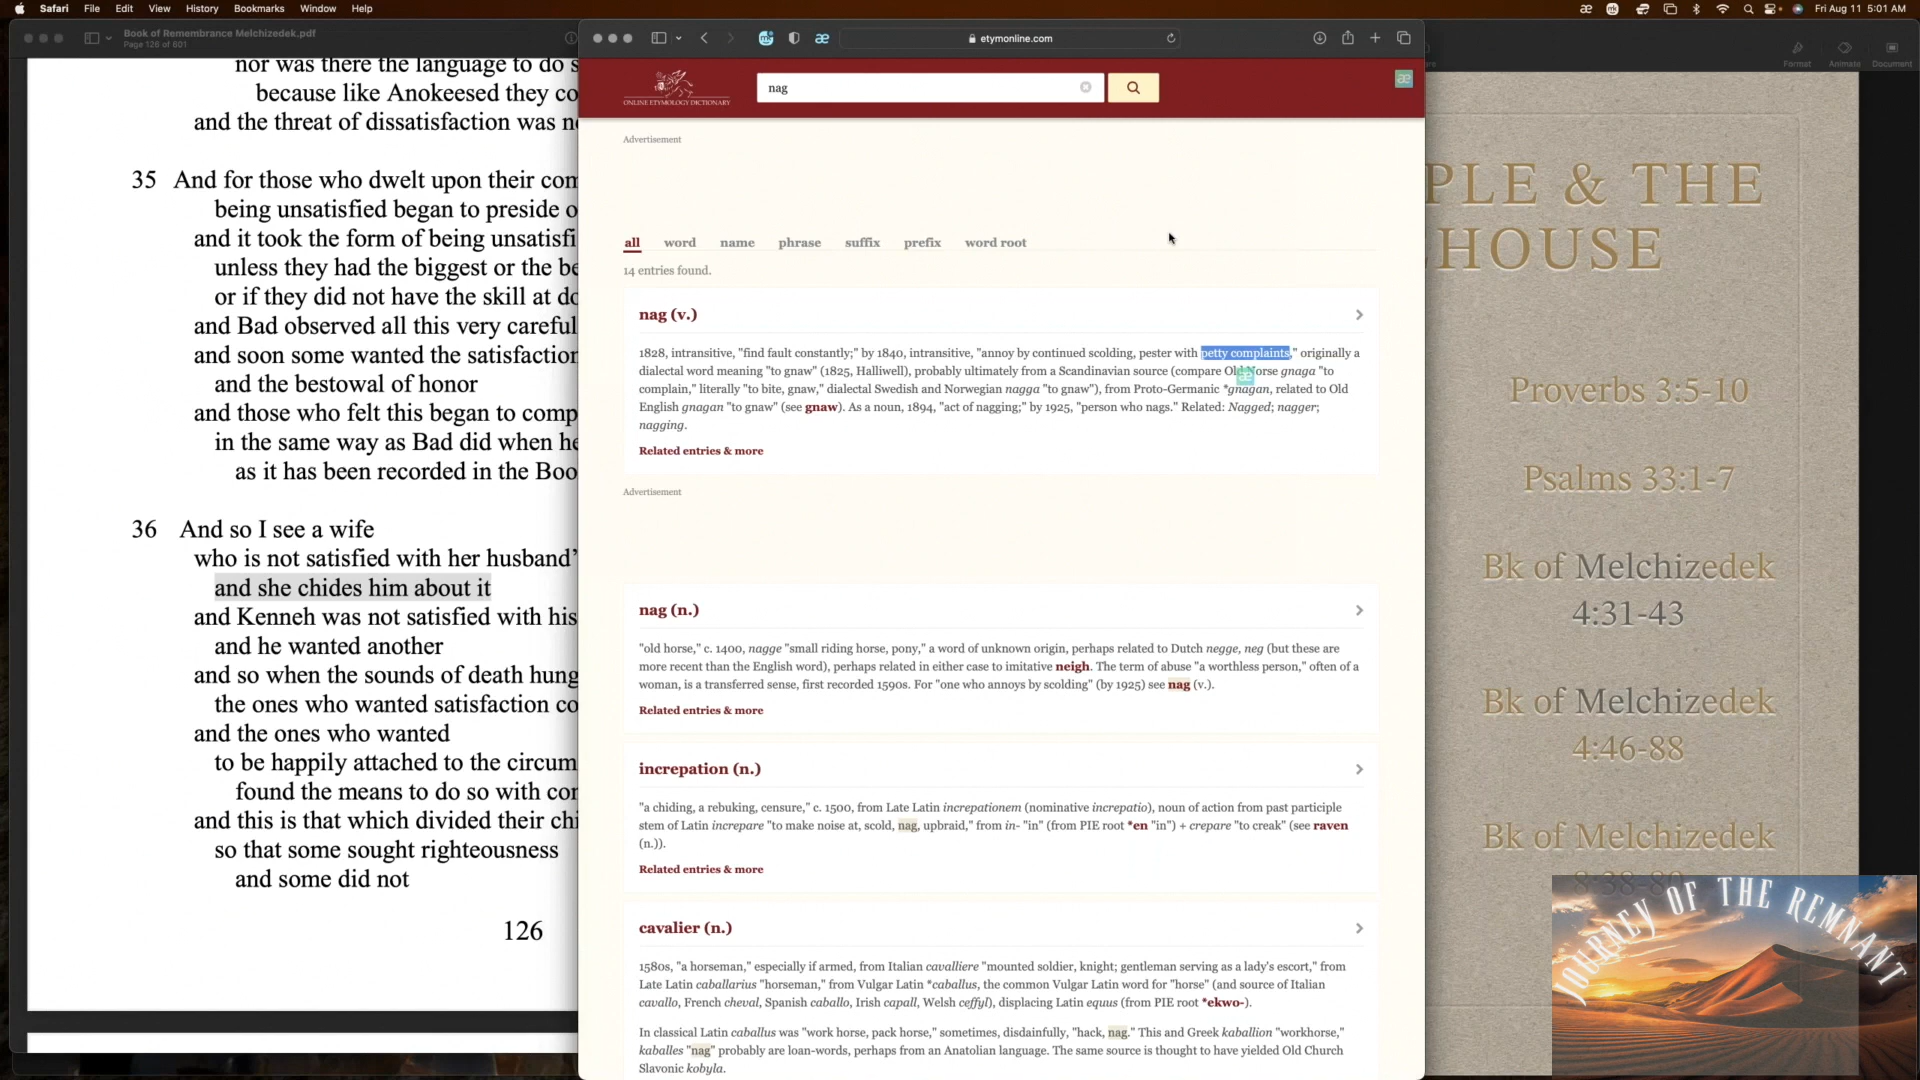 Safari File Edit View History Bookmarks Window Help
Fri Aug 11 5:01 AM
Book of Remembrance Melchizedek.pdf
Page 126 of 601
nor was there the language to do s
because like Anokeesed they co
and the threat of dissatisfaction was n
35 And for those who dwelt upon their com
being unsatisfied began to preside o
and it took the form of being unsatisfi
unless they had the biggest or the be
or if they did not have the skill at do
and Bad observed all this very careful
and soon some wanted the satisfaction
and the bestowal of honor
and those who felt this began to comp
in the same way as Bad did when he
as it has been recorded in the Boo
36 And so I see a wife
who is not satisfied with her husband’
and she chides him about it
and Kenneh was not satisfied with his
and he wanted another
and so when the sounds of death hung
the ones who wanted satisfaction co
and the ones who wanted
to be happily attached to the circum
found the means to do so with con
and this is that which divided their chi
so that some sought righteousness
and some did not
126
etymonline.com
ONLINE ETYMOLOGY DICTIONARY
nag
Advertisement
all word name phrase suffix prefix word root
14 entries found.
nag (v.)
1828, intransitive, "find fault constantly;" by 1840, intransitive, "annoy by continued scolding, pester with petty complaints," originally a
dialectal word meaning "to gnaw" (1825, Halliwell), probably ultimately from a Scandinavian source (compare Old Norse gnaga "to
complain," literally "to bite, gnaw," dialectal Swedish and Norwegian nagga "to gnaw"), from Proto-Germanic *gnagan, related to Old
English gnagan "to gnaw" (see gnaw). As a noun, 1894, "act of nagging;" by 1925, "person who nags." Related: Nagged; nagger;
nagging.
Related entries & more
Advertisement
nag (n.)
"old horse," c. 1400, nagge "small riding horse, pony," a word of unknown origin, perhaps related to Dutch negge, neg (but these are
more recent than the English word), perhaps related in either case to imitative neigh. The term of abuse "a worthless person," often of a
woman, is a transferred sense, first recorded 1590s. For "one who annoys by scolding" (by 1925) see nag (v.).
Related entries & more
increpation (n.)
"a chiding, a rebuking, censure," c. 1500, from Late Latin increpationem (nominative increpatio), noun of action from past participle
stem of Latin increpare "to make noise at, scold, nag, upbraid," from in- "in" (from PIE root *en "in") + crepare "to creak" (see raven
(n.)).
Related entries & more
cavalier (n.)
1580s, "a horseman," especially if armed, from Italian cavalliere "mounted soldier, knight; gentleman serving as a lady's escort," from
Late Latin caballarius "horseman," from Vulgar Latin *caballus, the common Vulgar Latin word for "horse" (and source of Italian
cavallo, French cheval, Spanish caballo, Irish capall, Welsh ceffyl), displacing Latin equus (from PIE root *ekwo-).
In classical Latin caballus was "work horse, pack horse," sometimes, disdainfully, "hack, nag." This and Greek kaballion "workhorse,"
kaballes "nag" probably are loan-words, perhaps from an Anatolian language. The same source is thought to have yielded Old Church
Slavonic kobyla.
Format Animate Document
PLE & THE
HOUSE
Proverbs 3:5-10
Psalms 33:1-7
Bk of Melchizedek
4:31-43
Bk of Melchizedek
4:46-88
Bk of Melchizedek
8:38-80
JOURNEY OF THE REMNANT